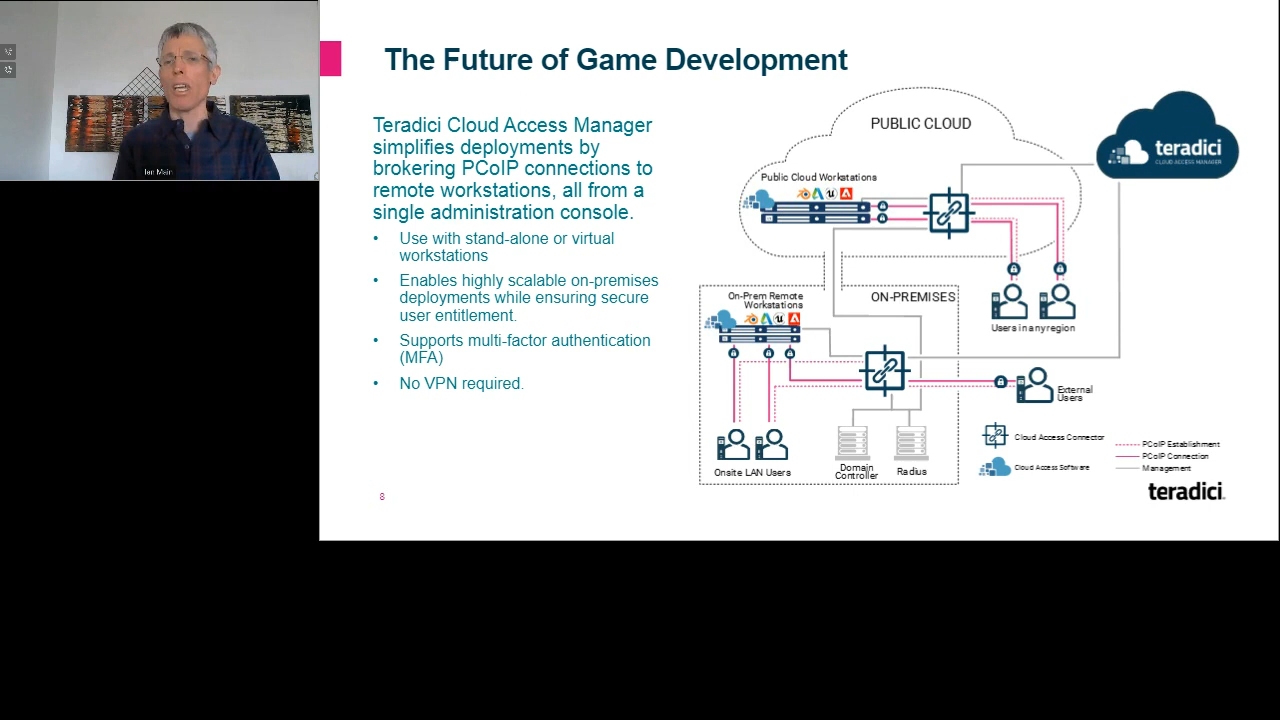 Ian Main
The Future of Game Development
Teradici Cloud Access Manager
simplifies deployments by
brokering PCoIP connections to
remote workstations, all from a
single administration console.
• Use with stand-alone or virtual
workstations
• Enables highly scalable on-premises
deployments while ensuring secure
user entitlement.
• Supports multi-factor authentication
(MFA)
• No VPN required.
8
PUBLIC CLOUD
Public Cloud Workstations
teradici
CLOUD ACCESS MANAGER
Users in any region
On-Prem Remote
Workstations
ON-PREMISES
External
Users
Onsite LAN Users
Domain
Controller
Radius
Cloud Access Connector
Cloud Access Software
PCoIP Establishment
PCoIP Connection
Management
teradici